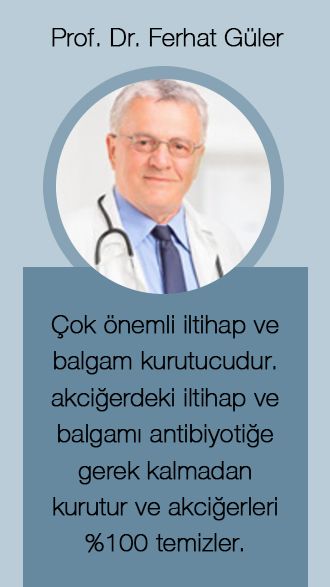 Prof. Dr. Ferhat Güler
Çok önemli iltihap ve
balgam kurutucudur.
akciğerdeki iltihap ve
balgamı antibiyotiğe
gerek kalmadan
kurutur ve akciğerleri
%100 temizler.